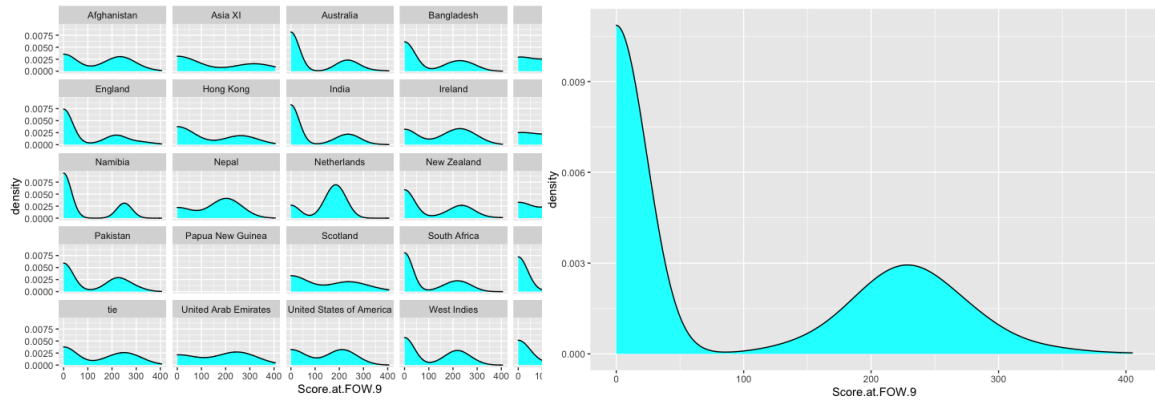 Afghanistan Asia XI Australia Bangladesh
0.0075
0.0050
0.0025
0.0000
England Hong Kong India Ireland
0.0075
0.0050
0.0025
0.0000
Namibia Nepal Netherlands New Zealand
0.0075
0.0050
0.0025
0.0000
Pakistan Papua New Guinea Scotland South Africa
0.0075
0.0050
0.0025
0.0000
tie United Arab Emirates United States of America West Indies
0.0075
0.0050
0.0025
0.0000
0 100 200 300 400 0 100 200 300 400 0 100 200 300 400 0 100 200 300 400 0
Score.at.FOW.9
density
0.009
0.006
0.003
0.000
0 100 200 300 400
Score.at.FOW.9
density